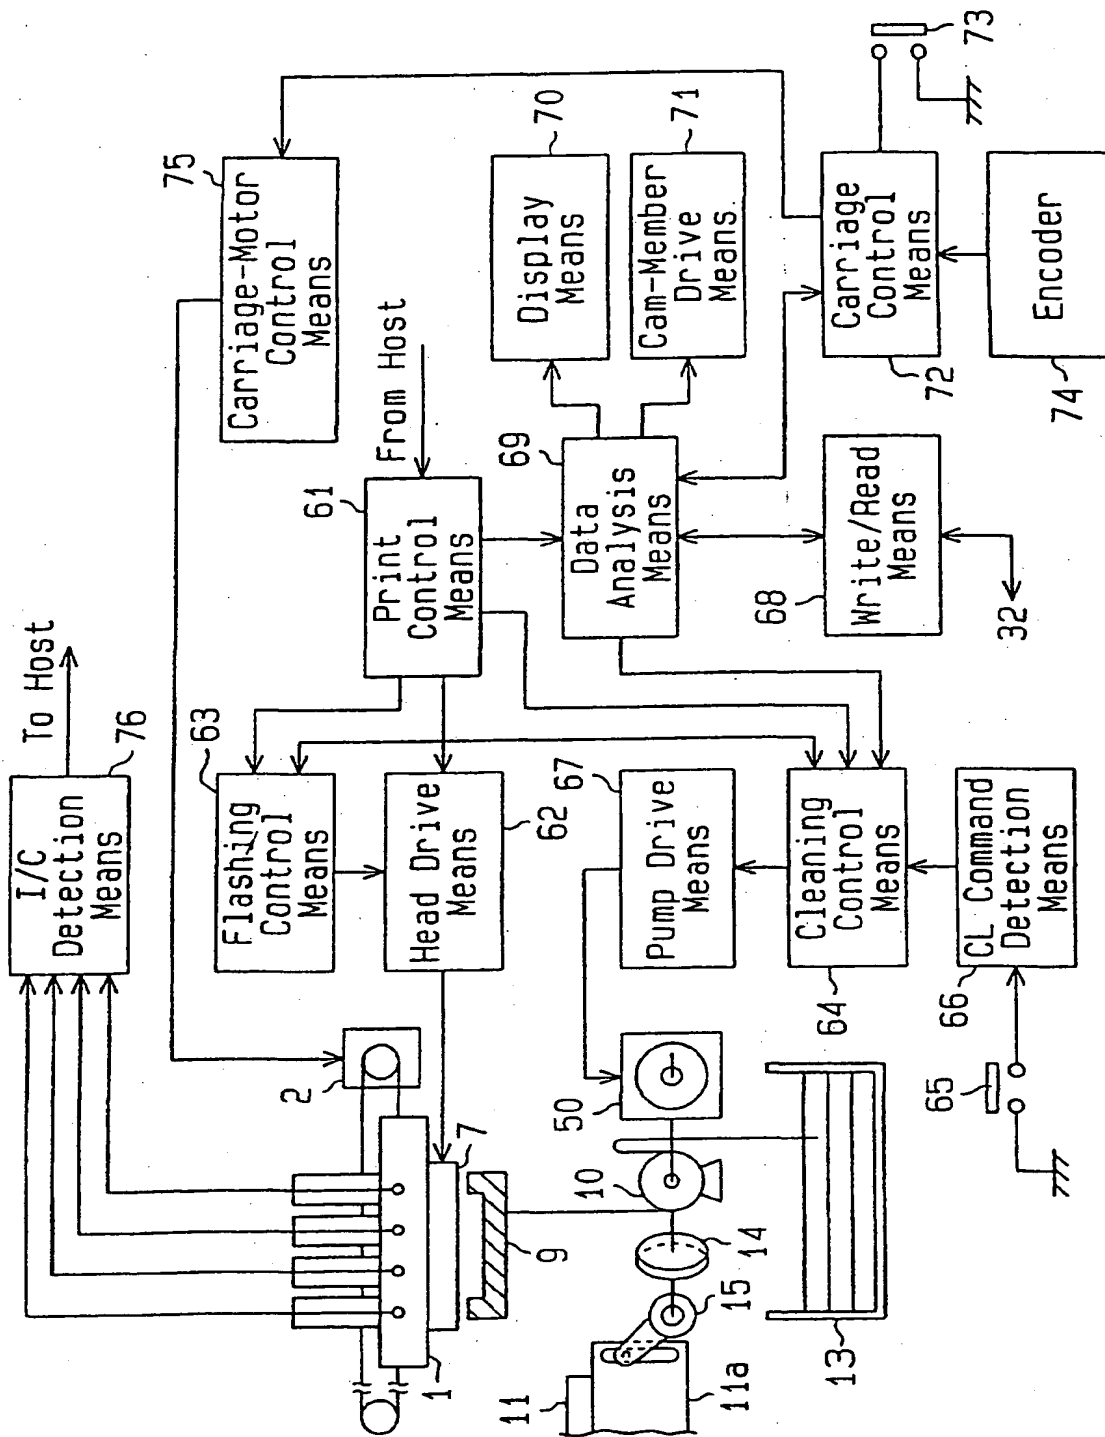 To Host
76
I/C
Detection
Means
75
Carriage-Motor
Control
Means
63
Flashing
Control
Means
61
Print
Control
Means
From Host
2
1
7
Head Drive
Means
62
9
69
Data
Analysis
Means
Display
Means
70
Cam-Member
Drive
Means
71
67
Pump Drive
Means
50
10
14
15
11
11a
64
Cleaning
Control
Means
68
Write/Read
Means
32
72
Carriage
Control
Means
73
13
65
66
CL Command
Detection
Means
74
Encoder